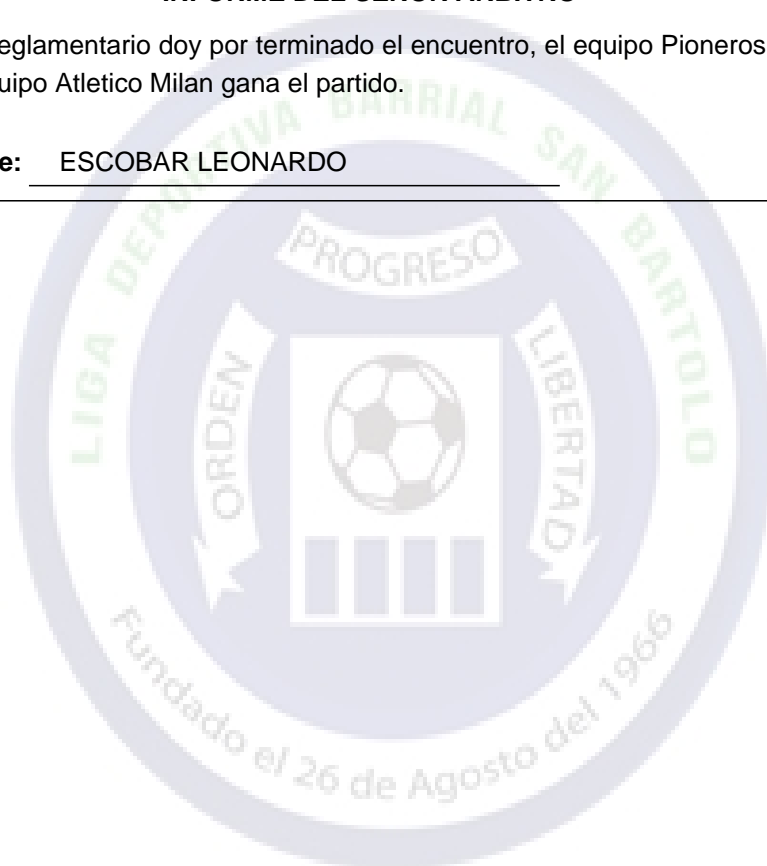 eglamentario doy por terminado el encuentro, el equipo Pioneros
uipo Atletico Milan gana el partido.
e: ESCOBAR LEONARDO
LIGA DEPORTIVA BARRIAL SAN BARTOLO
PROGRESO
ORDEN
LIBERTAD
Fundado el 26 de Agosto del 1966